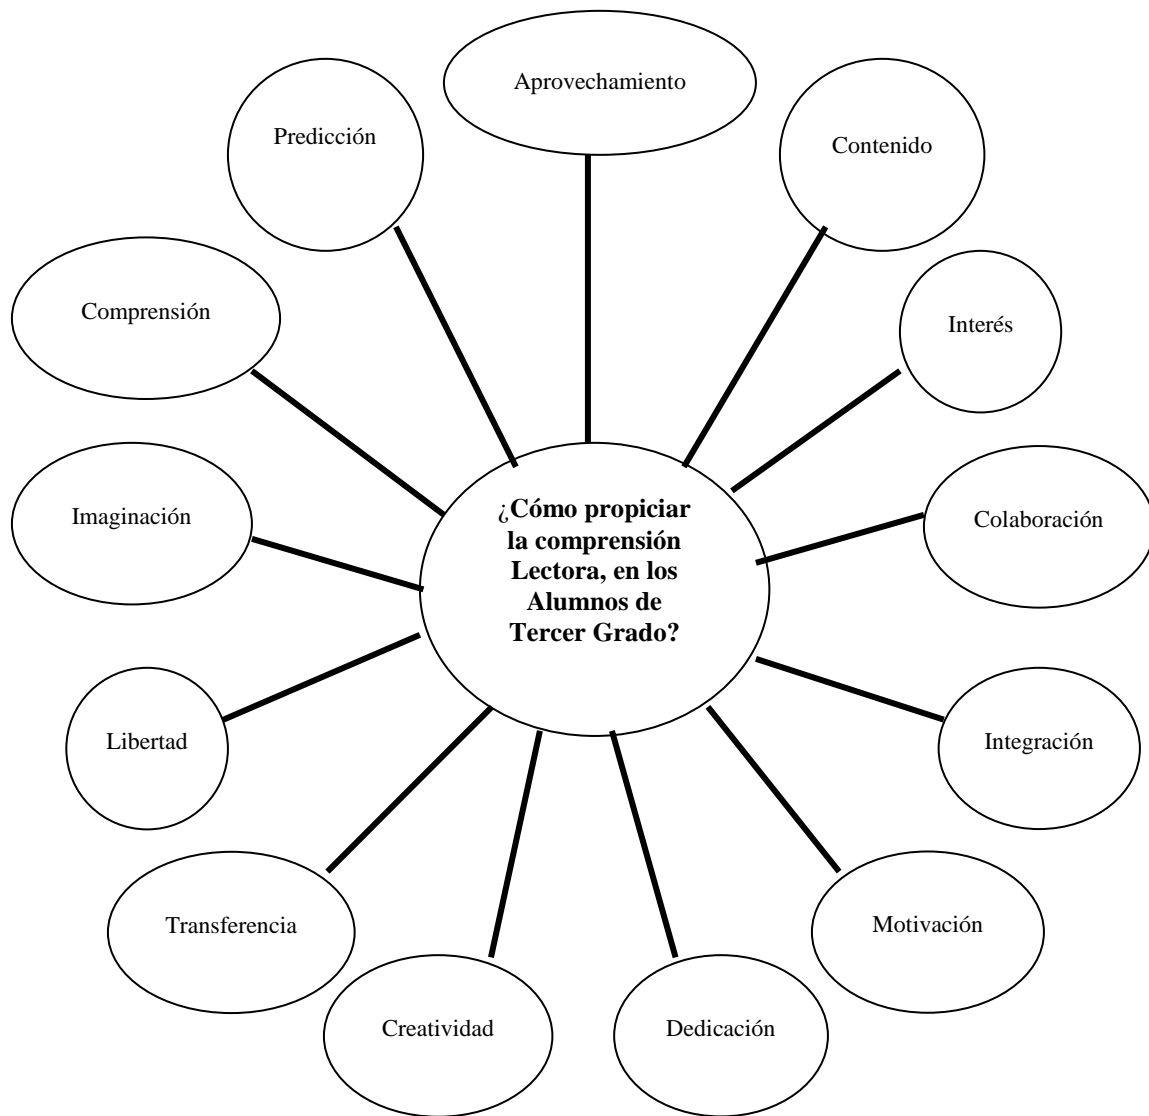 Aprovechamiento
Predicción
Contenido
Comprensión
Interés
Imaginación
¿Cómo propiciar
la comprensión
Lectora, en los
Alumnos de
Tercer Grado?
Colaboración
Libertad
Integración
Transferencia
Motivación
Creatividad
Dedicación